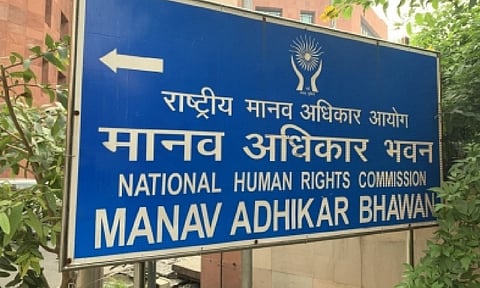 राष्ट्रीय मानव अधिकार आयोग
मानव अधिकार भवन
NATIONAL HUMAN RIGHTS COMMISSION
MANAV ADHIKAR BHAWAN